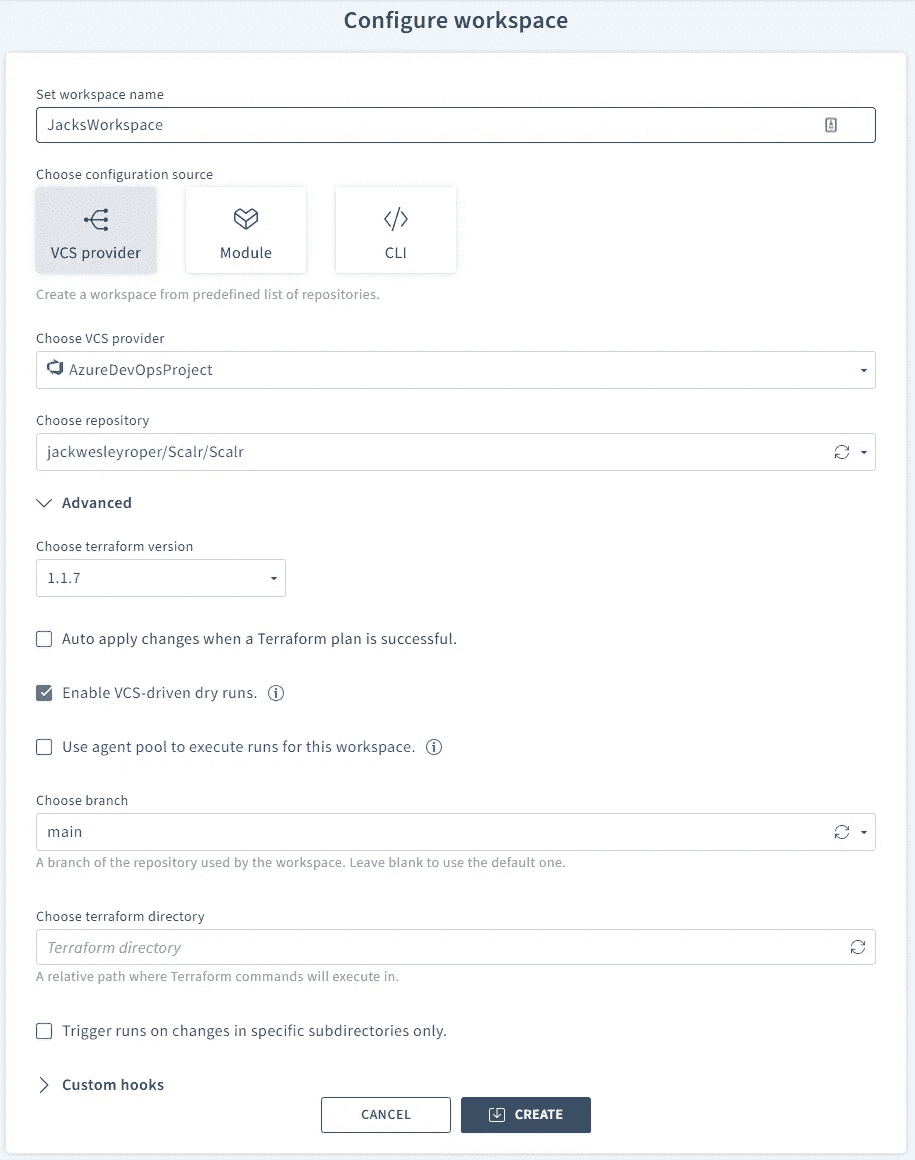 Configure workspace
Set workspace name
JacksWorkspace
Choose configuration source
VCS provider
Module
CLI
Create a workspace from predefined list of repositories.
Choose VCS provider
AzureDevOpsProject
Choose repository
jackwesleyroper/Scalr/Scalr
Advanced
Choose terraform version
1.1.7
Auto apply changes when a Terraform plan is successful.
Enable VCS-driven dry runs.
Use agent pool to execute runs for this workspace.
Choose branch
main
A branch of the repository used by the workspace. Leave blank to use the default one.
Choose terraform directory
Terraform directory
A relative path where Terraform commands will execute in.
Trigger runs on changes in specific subdirectories only.
Custom hooks
CANCEL
CREATE